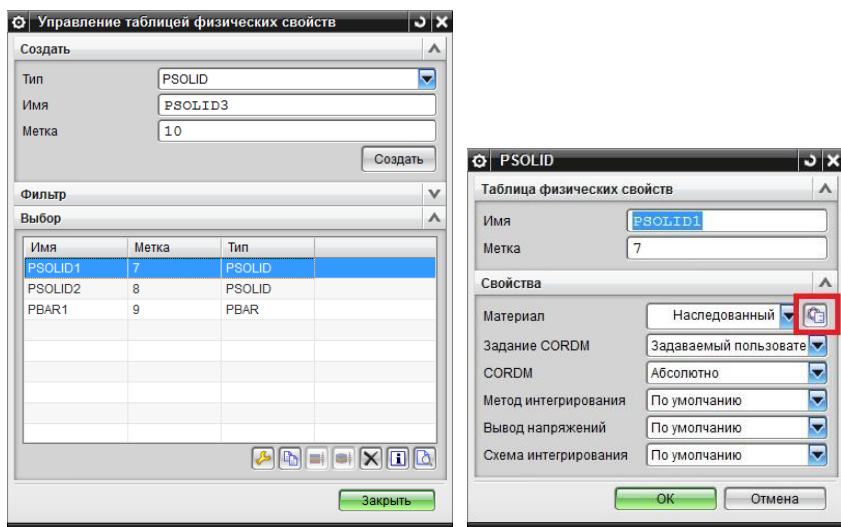 Управление таблицей физических свойств
Создать
Тип PSOLID
Имя PSOLID3
Метка 10
Создать
Фильтр
Выбор
Имя Метка Тип
PSOLID1 7 PSOLID
PSOLID2 8 PSOLID
PBAR1 9 PBAR
Закрыть
PSOLID
Таблица физических свойств
Имя PSOLID1
Метка 7
Свойства
Материал Наследованный
Задание CORDM Задаваемый пользовате
CORDM Абсолютно
Метод интегрирования По умолчанию
Вывод напряжений По умолчанию
Схема интегрирования По умолчанию
OK Отмена